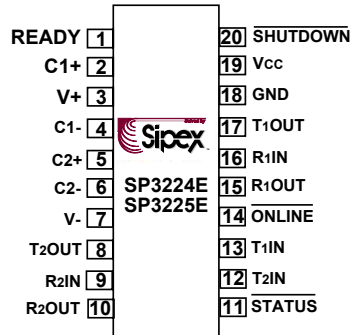 READY 1
C1+ 2
V+ 3
C1- 4
C2+ 5
C2- 6
V- 7
T2OUT 8
R2IN 9
R2OUT 10
Sipex
SP3224E
SP3225E
20 SHUTDOWN
19 VCC
18 GND
17 T1OUT
16 R1IN
15 R1OUT
14 ONLINE
13 T1IN
12 T2IN
11 STATUS